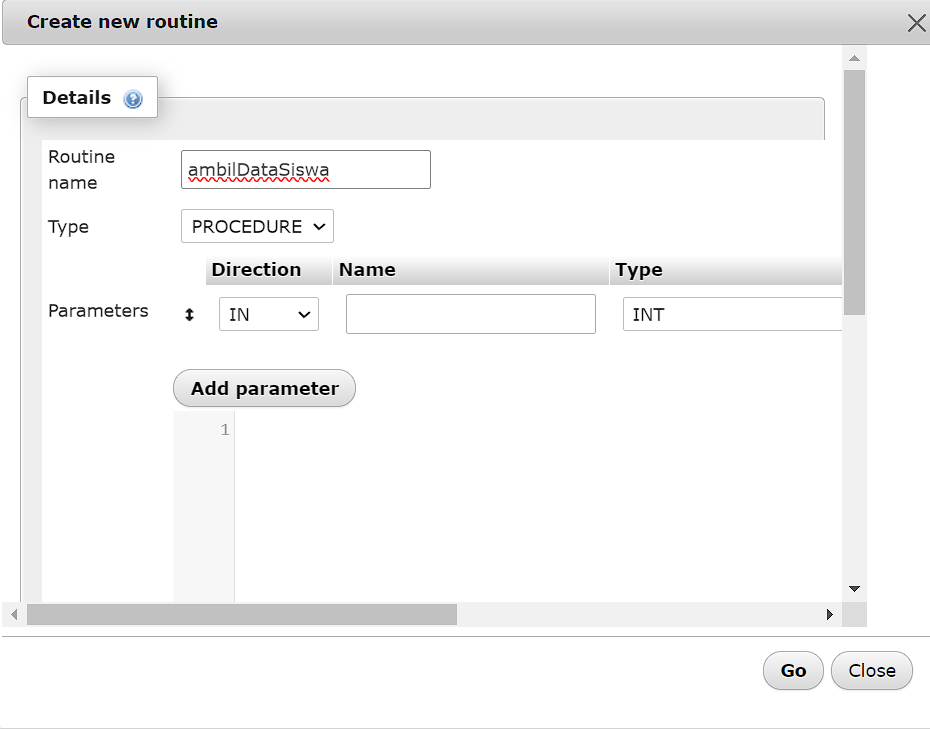 Create new routine
Details
Routine
name
ambilDataSiswa
Type
PROCEDURE
Direction Name Type
Parameters
IN
INT
Add parameter
1
Go Close